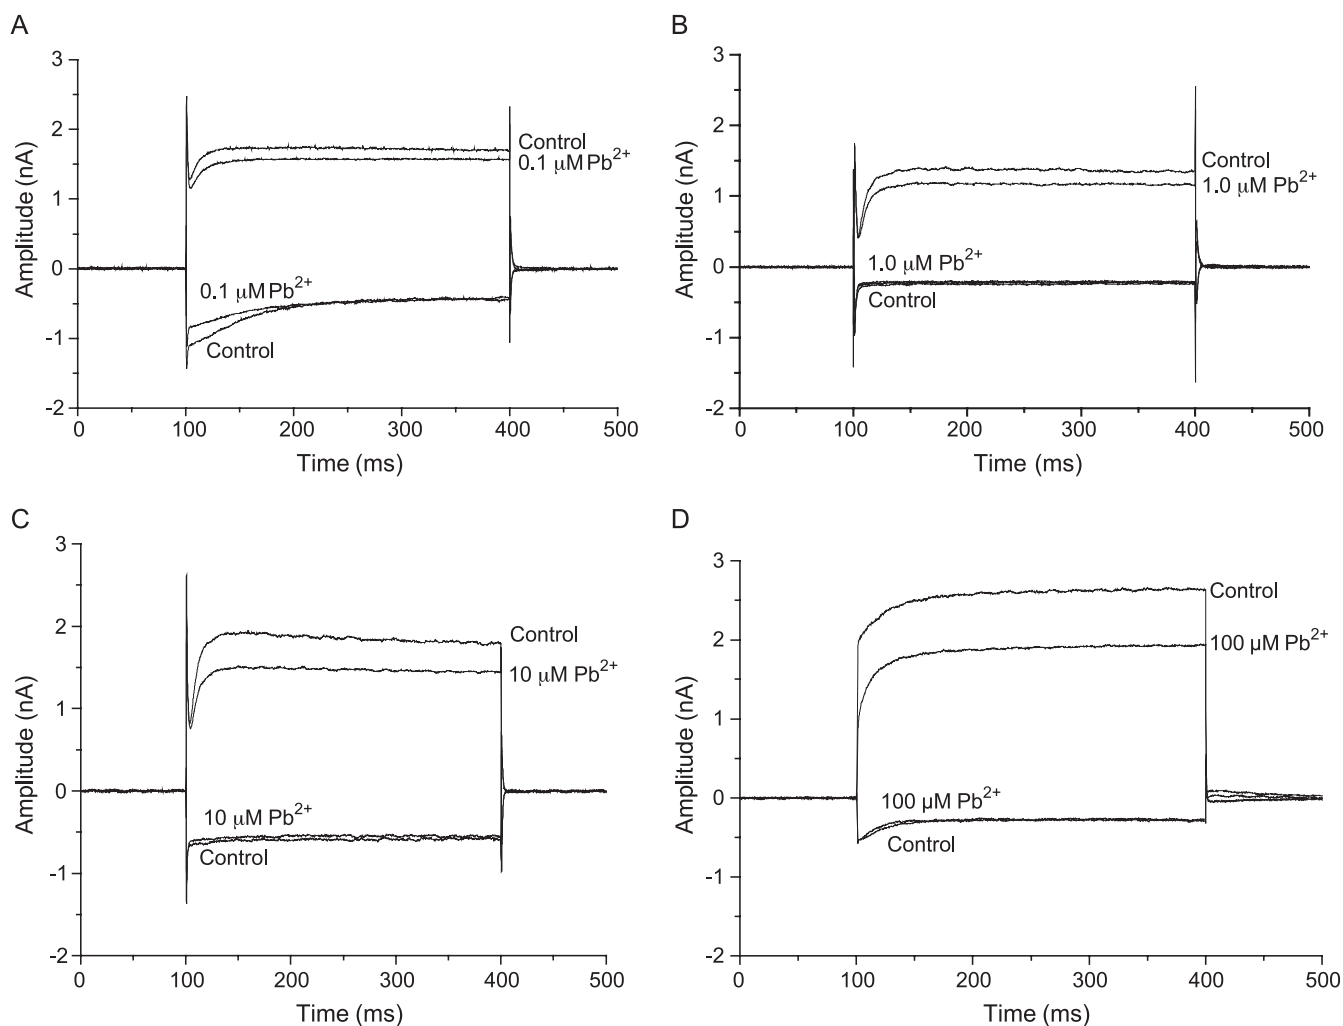 A
3
2
1
0
-1
-2
Amplitude (nA)
Control
0.1 μM Pb²⁺
0.1 μM Pb²⁺
Control
0 100 200 300 400 500
Time (ms)
B
3
2
1
0
-1
-2
Amplitude (nA)
Control
1.0 μM Pb²⁺
1.0 μM Pb²⁺
Control
0 100 200 300 400 500
Time (ms)
C
3
2
1
0
-1
-2
Amplitude (nA)
Control
10 μM Pb²⁺
10 μM Pb²⁺
Control
0 100 200 300 400 500
Time (ms)
D
3
2
1
0
-1
-2
Amplitude (nA)
Control
100 μM Pb²⁺
100 μM Pb²⁺
Control
0 100 200 300 400 500
Time (ms)